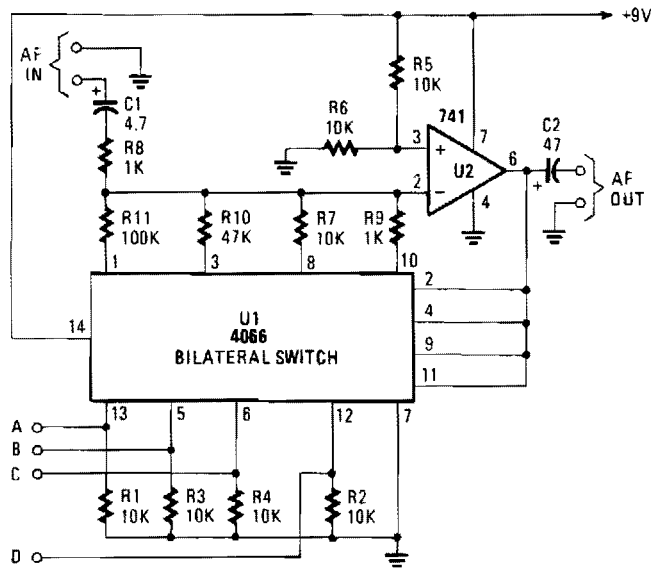 +9V
AF
IN
C1
4.7
+
R8
1K
R5
10K
R6
10K
741
3
+
7
U2
6
2
−
4
C2
47
+
AF
OUT
R11
100K
R10
47K
R7
10K
R9
1K
1
3
8
10
U1
4066
BILATERAL SWITCH
14
2
4
9
11
13
5
6
12
7
A
B
C
R1
10K
R3
10K
R4
10K
R2
10K
D